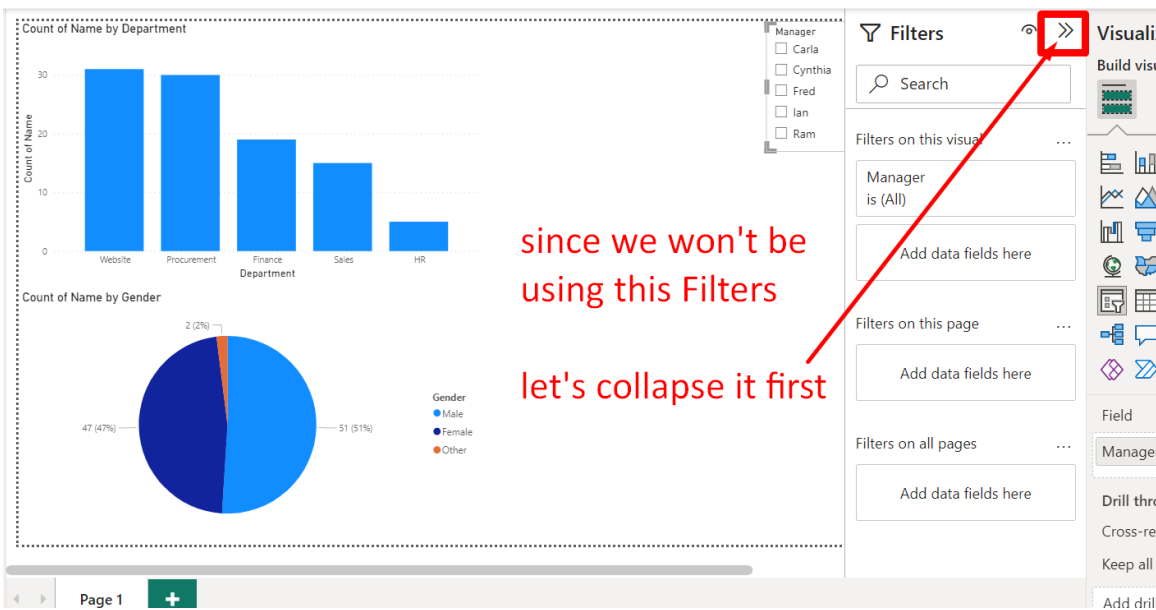 Count of Name by Department
30
20
10
0
Count of Name
Website Procurement Finance Sales HR
Department
Count of Name by Gender
2 (2%)
47 (47%)
51 (51%)
Gender
Male
Female
Other
Manager
Carla
Cynthia
Fred
Ian
Ram
since we won't be
using this Filters
let's collapse it first
Filters
Search
Filters on this visual ...
Manager
is (All)
Add data fields here
Filters on this page ...
Add data fields here
Filters on all pages ...
Add data fields here
Visuali
Build visu
Field
Manage
Drill thro
Cross-re
Keep all
Add dril
Page 1
+